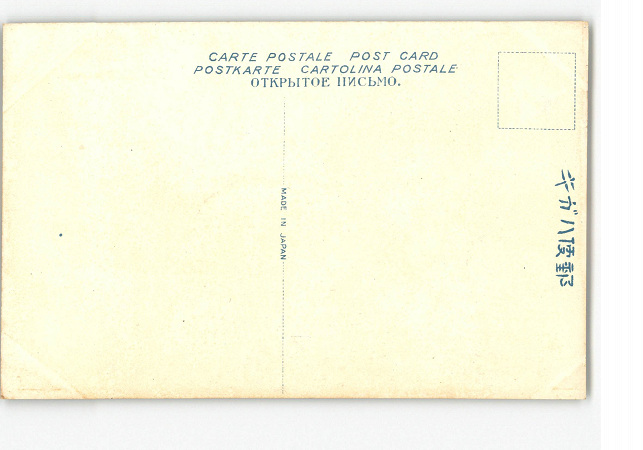 CARTE POSTALE POST CARD
POSTKARTE CARTOLINA POSTALE
ОТКРЫТОЕ ПИСЬМО.
MADE IN JAPAN
郵便ハガキ